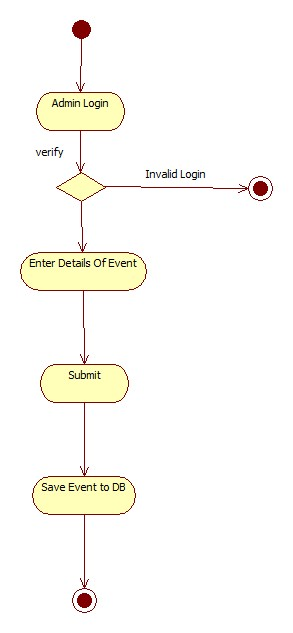 Admin Login
verify
Invalid Login
Enter Details Of Event
Submit
Save Event to DB